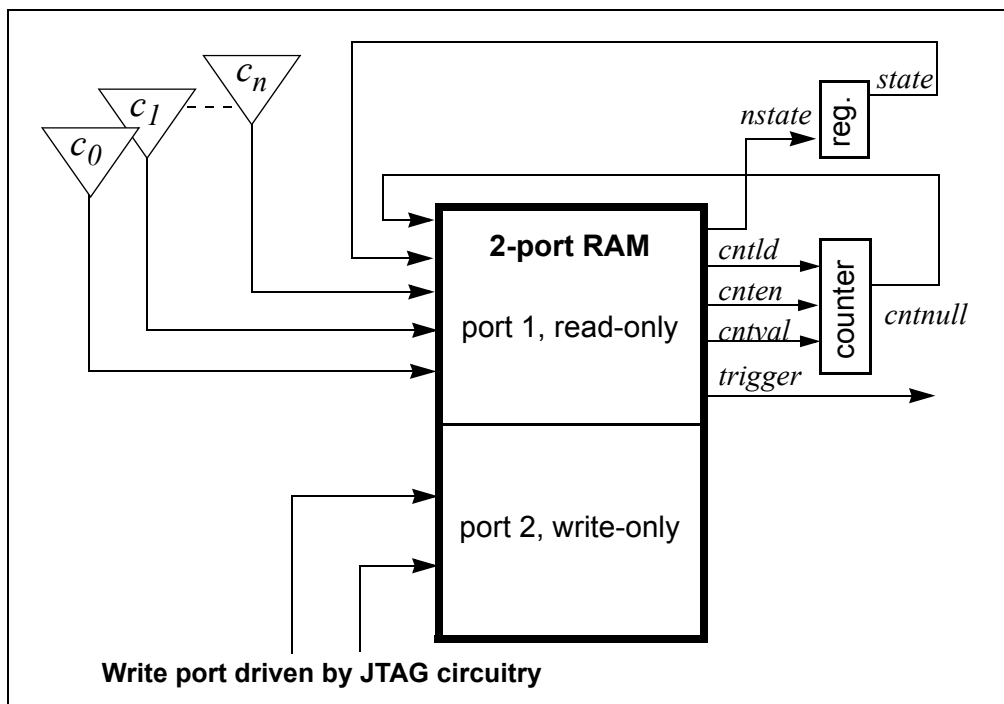 c_n
c_1
c_0
state
nstate
reg.
2-port RAM
port 1, read-only
cntld
cnten
cntval
counter
cntnull
trigger
port 2, write-only
Write port driven by JTAG circuitry